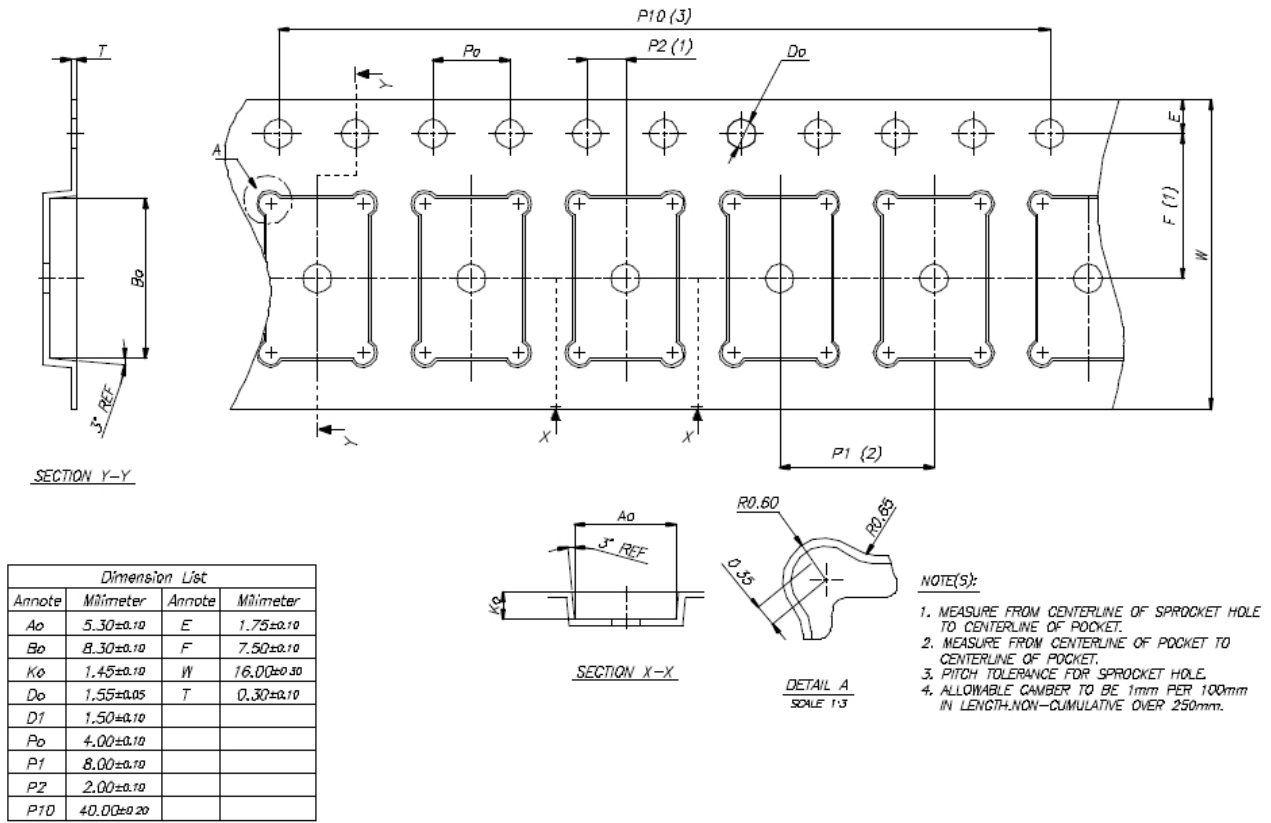 P10 (3)
T
Po
P2 (1)
Do
Y
E
A
F (1)
W
Bo
3° REF
X
X
Y
P1 (2)
SECTION Y-Y
Ao
3° REF
Ko
SECTION X-X
R0.60
R0.65
0.35
DETAIL A
SCALE 1:3
Dimension List
Annote Milimeter Annote Milimeter
Ao 5.30±0.10 E 1.75±0.10
Bo 8.30±0.10 F 7.50±0.10
Ko 1.45±0.10 W 16.00±0.30
Do 1.55±0.05 T 0.30±0.10
D1 1.50±0.10
Po 4.00±0.10
P1 8.00±0.10
P2 2.00±0.10
P10 40.00±0.20
NOTE(S):
1. MEASURE FROM CENTERLINE OF SPROCKET HOLE
TO CENTERLINE OF POCKET.
2. MEASURE FROM CENTERLINE OF POCKET TO
CENTERLINE OF POCKET.
3. PITCH TOLERANCE FOR SPROCKET HOLE.
4. ALLOWABLE CAMBER TO BE 1mm PER 100mm
IN LENGTH,NON-CUMULATIVE OVER 250mm.